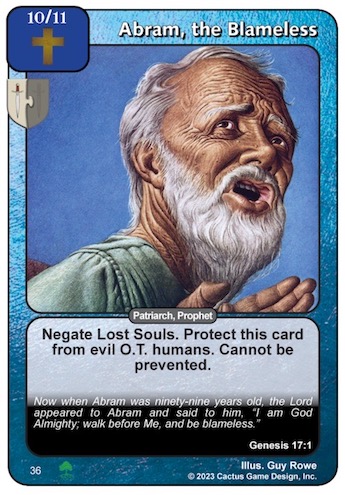 10/11
Abram, the Blameless
Patriarch, Prophet
Negate Lost Souls. Protect this card
from evil O.T. humans. Cannot be
prevented.
Now when Abram was ninety-nine years old, the Lord
appeared to Abram and said to him, “I am God
Almighty; walk before Me, and be blameless.”
Genesis 17:1
Illus. Guy Rowe
36
© 2023 Cactus Game Design, Inc.